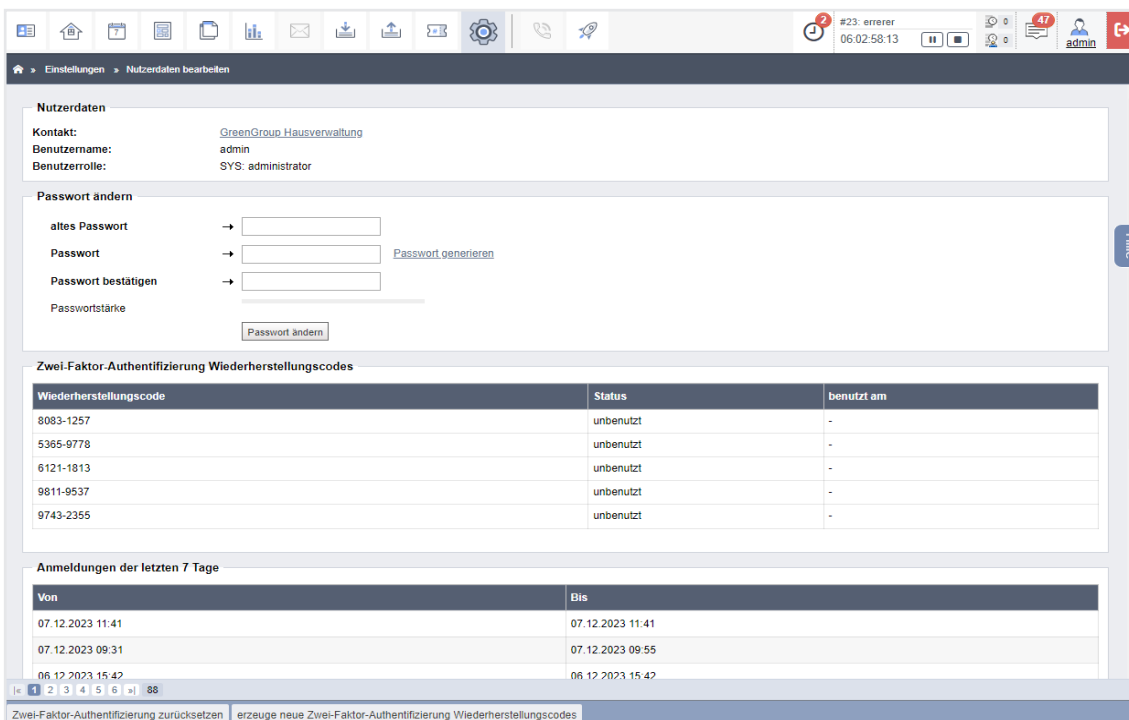 7
2
#23: errerer
06:02:58:13
0
0
47
admin
» Einstellungen » Nutzerdaten bearbeiten
Nutzerdaten
Kontakt: GreenGroup Hausverwaltung
Benutzername: admin
Benutzerrolle: SYS: administrator
Passwort ändern
altes Passwort →
Passwort → Passwort generieren
Passwort bestätigen →
Passwortstärke
Passwort ändern
Zwei-Faktor-Authentifizierung Wiederherstellungscodes
Wiederherstellungscode Status benutzt am
8083-1257 unbenutzt -
5365-9778 unbenutzt -
6121-1813 unbenutzt -
9811-9537 unbenutzt -
9743-2355 unbenutzt -
Anmeldungen der letzten 7 Tage
Von Bis
07.12.2023 11:41 07.12.2023 11:41
07.12.2023 09:31 07.12.2023 09:55
06.12.2023 15:42 06.12.2023 15:42
|« 1 2 3 4 5 6 »| 88
Zwei-Faktor-Authentifizierung zurücksetzen erzeuge neue Zwei-Faktor-Authentifizierung Wiederherstellungscodes